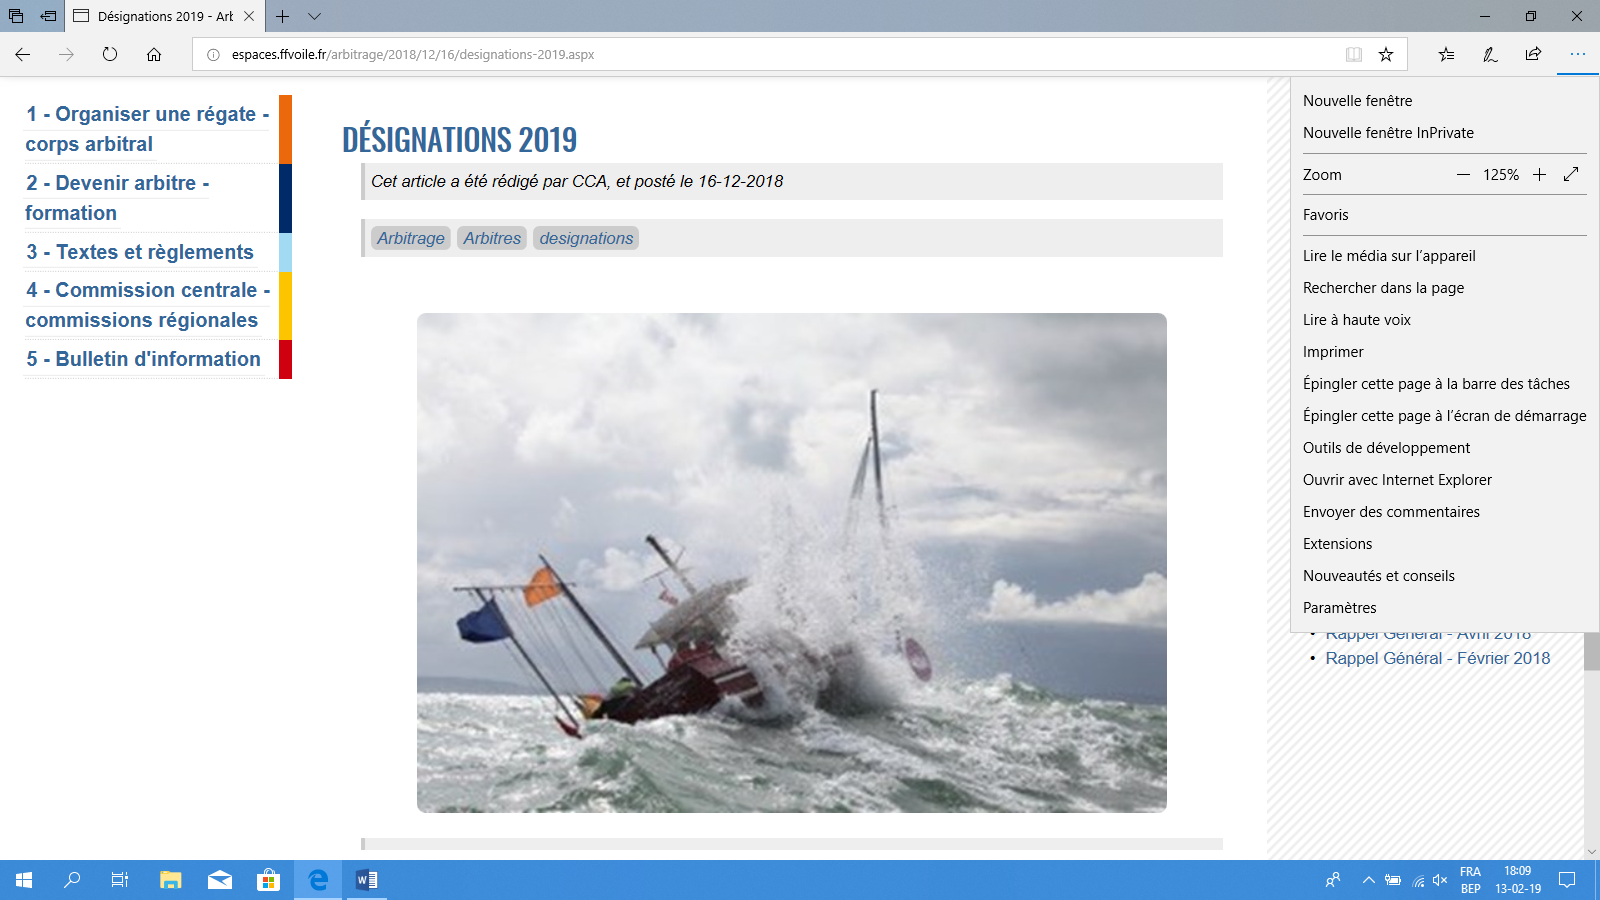 Désignations 2019 - Art
espaces.ffvoile.fr/arbitrage/2018/12/16/designations-2019.aspx
1 - Organiser une régate -
corps arbitral
2 - Devenir arbitre -
formation
3 - Textes et règlements
4 - Commission centrale -
commissions régionales
5 - Bulletin d'information
DÉSIGNATIONS 2019
Cet article a été rédigé par CCA, et posté le 16-12-2018
Arbitrage Arbitres designations
Nouvelle fenêtre
Nouvelle fenêtre InPrivate
Zoom 125%
Favoris
Lire le média sur l'appareil
Rechercher dans la page
Lire à haute voix
Imprimer
Épingler cette page à la barre des tâches
Épingler cette page à l'écran de démarrage
Outils de développement
Ouvrir avec Internet Explorer
Envoyer des commentaires
Extensions
Nouveautés et conseils
Paramètres
• Rappel Général - Avril 2018
• Rappel Général - Février 2018
FRA
BEP
18:09
13-02-19